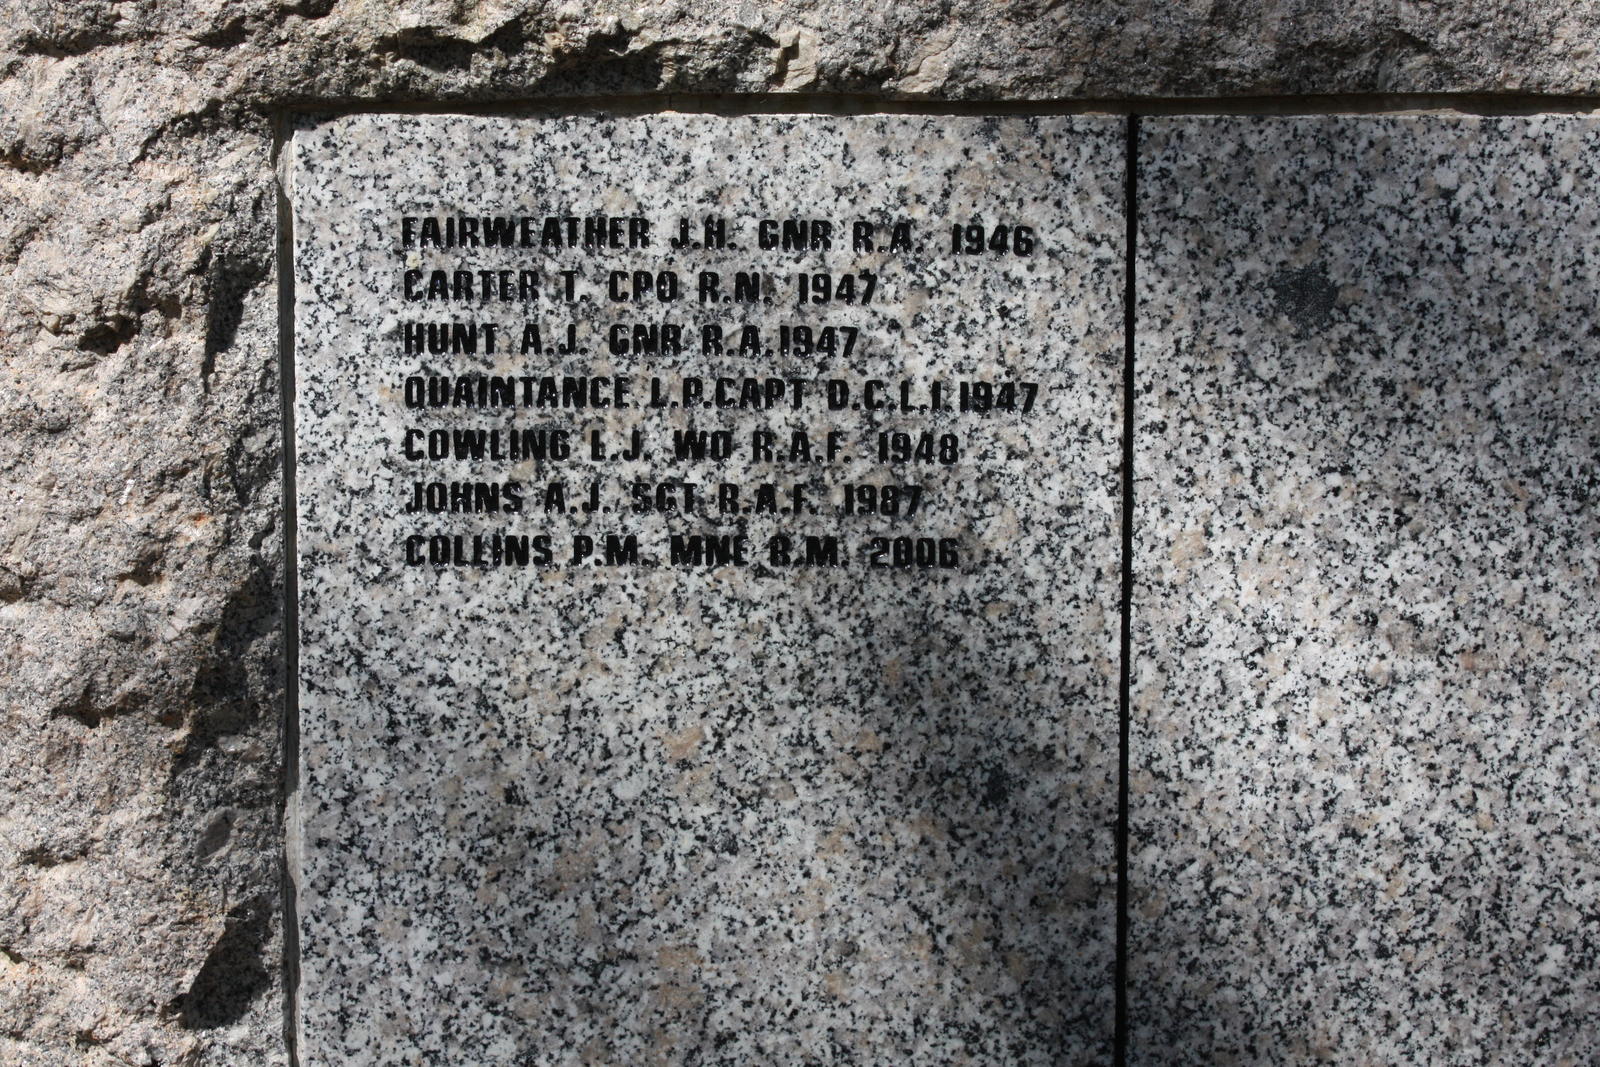 FAIRWEATHER J.H. GNR R.A. 1946
CARTER T. CPO R.N. 1947
HUNT A.J. GNR R.A.1947
QUAINTANCE L.P.CAPT D.C.L.I.1947
COWLING L.J. WO R.A.F. 1948
JOHNS A.J. SGT R.A.F. 1987
COLLINS P.M. MNE R.M. 2006